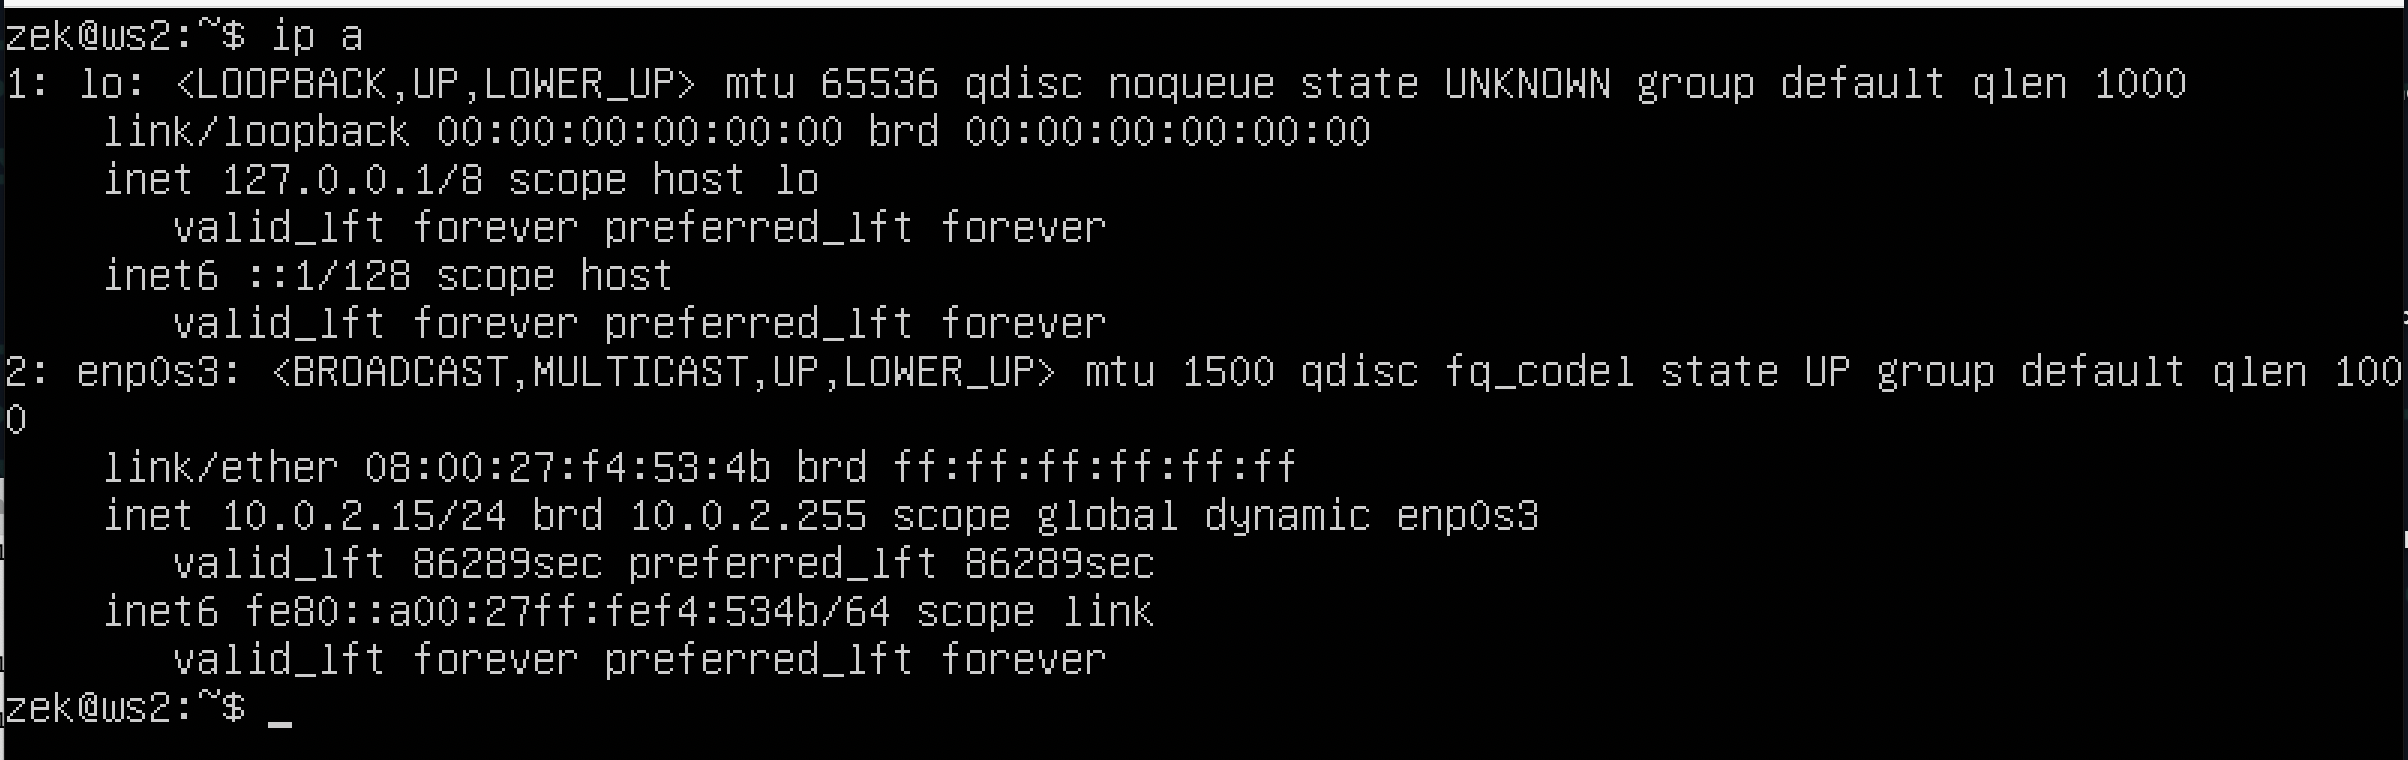 zek@ws2:~$ ip a
1: lo: <LOOPBACK,UP,LOWER_UP> mtu 65536 qdisc noqueue state UNKNOWN group default qlen 1000
    link/loopback 00:00:00:00:00:00 brd 00:00:00:00:00:00
    inet 127.0.0.1/8 scope host lo
       valid_lft forever preferred_lft forever
    inet6 ::1/128 scope host
       valid_lft forever preferred_lft forever
2: enp0s3: <BROADCAST,MULTICAST,UP,LOWER_UP> mtu 1500 qdisc fq_codel state UP group default qlen 100
0
    link/ether 08:00:27:f4:53:4b brd ff:ff:ff:ff:ff:ff
    inet 10.0.2.15/24 brd 10.0.2.255 scope global dynamic enp0s3
       valid_lft 86289sec preferred_lft 86289sec
    inet6 fe80::a00:27ff:fef4:534b/64 scope link
       valid_lft forever preferred_lft forever
zek@ws2:~$ _